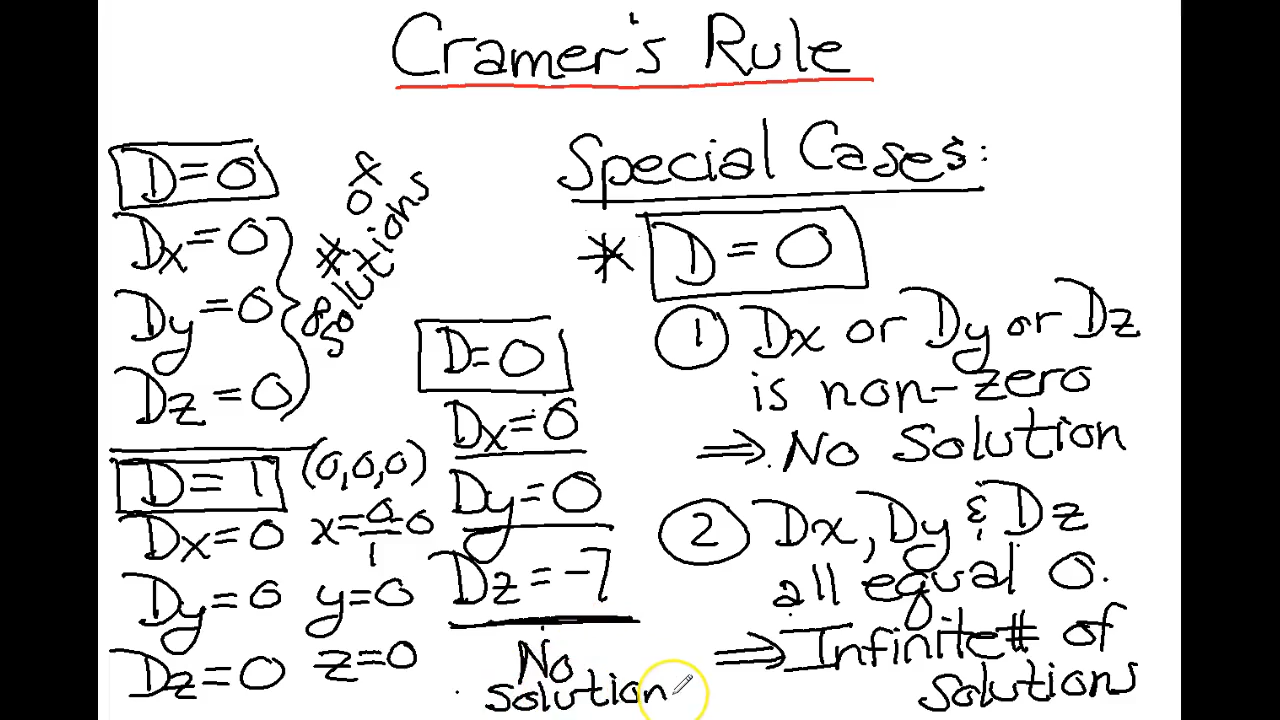 Cramer's Rule
D=0
Dx=0
Dy=0
Dz=0
∞ # of
solutions
D=1 (0,0,0)
Dx=0 x=0/1=0
Dy=0 y=0
Dz=0 z=0
D=0
Dx=0
Dy=0
Dz=-7
No
solution
Special Cases:
* D=0
① Dx or Dy or Dz
is non-zero
⇒ No Solution
② Dx, Dy & Dz
all equal 0.
⇒ Infinite # of
solutions